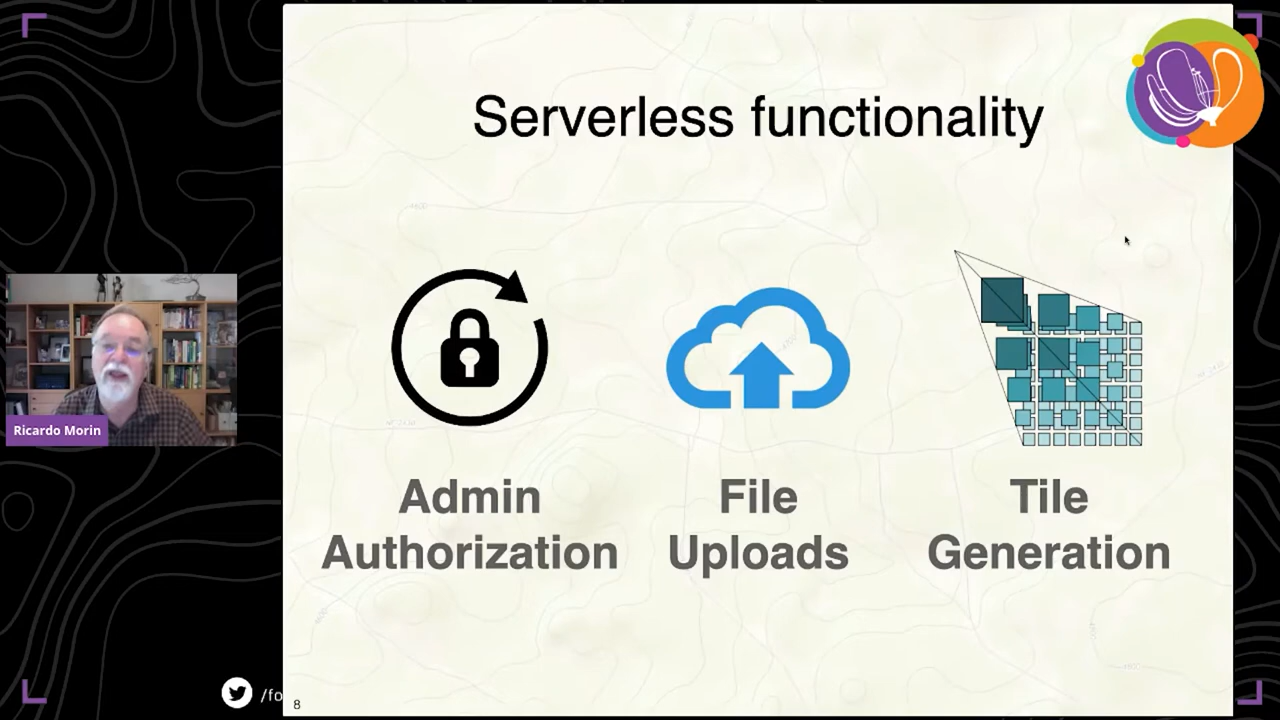 Serverless functionality
Admin
Authorization
File
Uploads
Tile
Generation
Ricardo Morin
/fo
8